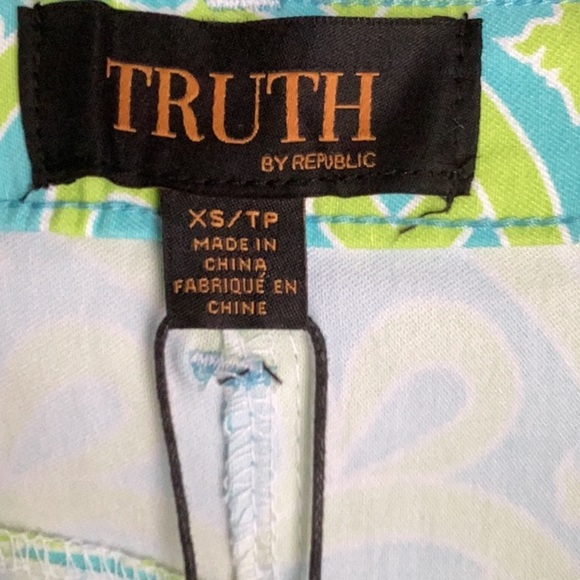 TRUTH
BY REPUBLIC
XS/TP
MADE IN
CHINA
FABRIQUÉ EN
CHINE